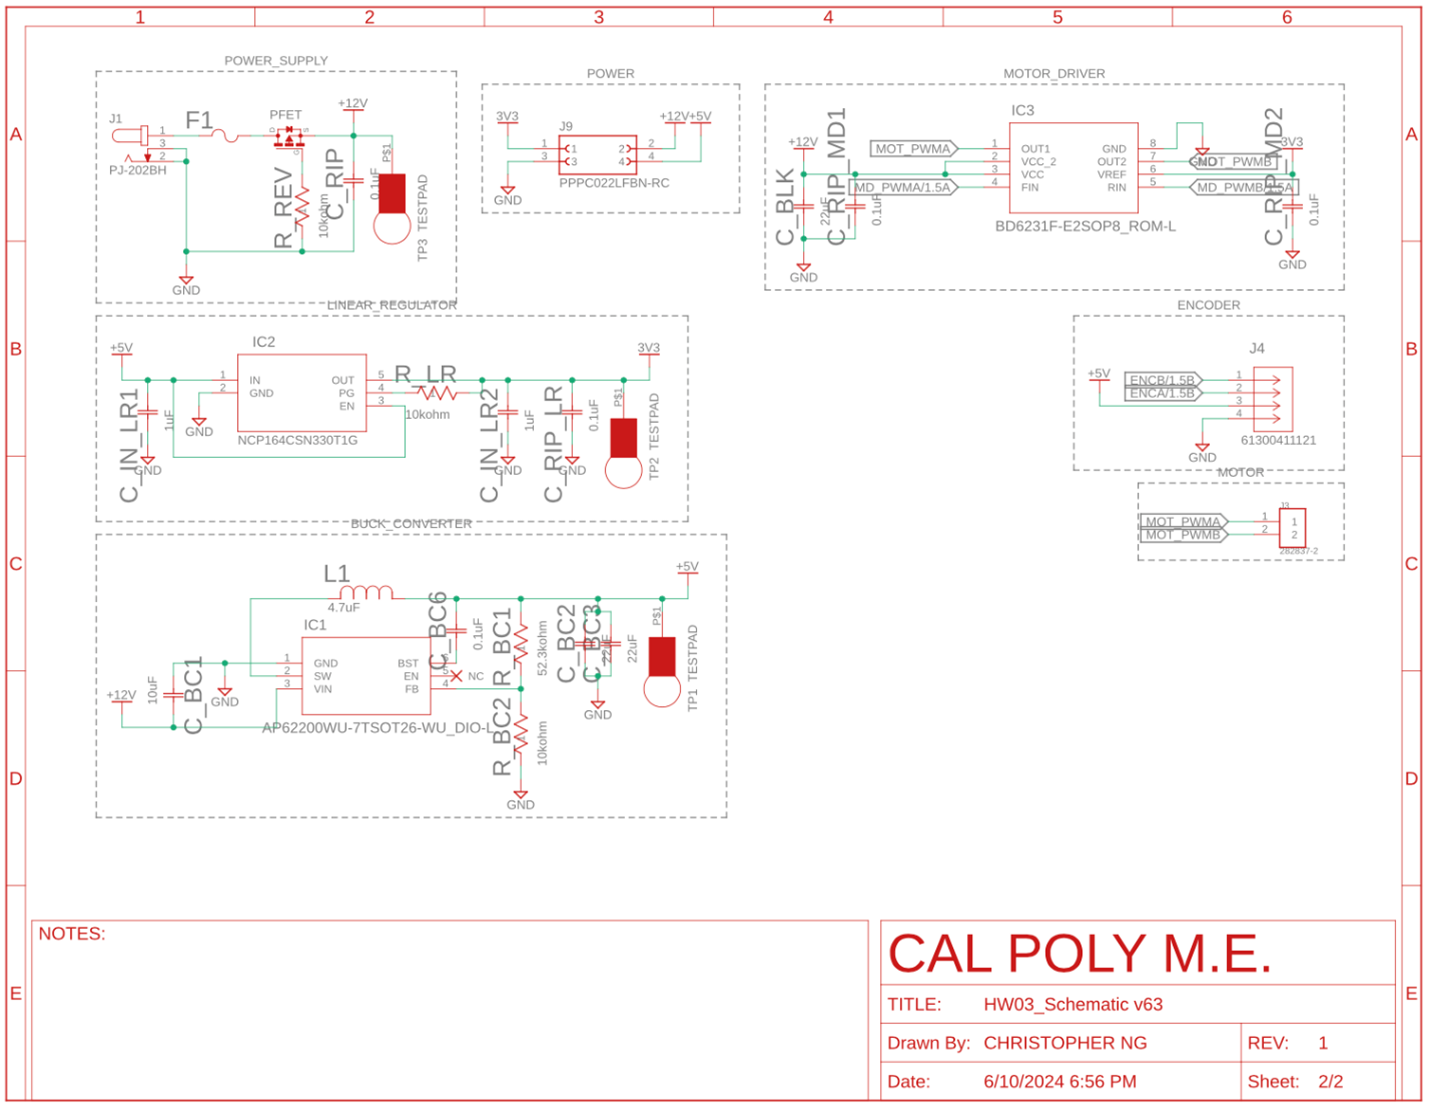 1 2 3 4 5 6
A A
B B
C C
D D
E E
POWER_SUPPLY
J1
1
3
2
PJ-202BH
F1
PFET
D S
G
+12V
R_REV
10kohm
C_RIP
0.1uF
P$1
TP3 TESTPAD
GND
POWER
3V3
J9
+12V +5V
1 1 2 2
3 3 4 4
PPPC022LFBN-RC
GND
MOTOR_DRIVER
IC3
+12V
C_BLK
22uF
C_RIP_MD1
0.1uF
GND
MOT_PWMA
MD_PWMA/1.5A
1 OUT1 GND 8
2 VCC_2 OUT2 7
3 VCC VREF 6
4 FIN RIN 5
BD6231F-E2SOP8_ROM-L
GND
MOT_PWMB
MD_PWMB/1.5A
3V3
C_RIP_MD2
0.1uF
GND
LINEAR_REGULATOR
+5V
C_IN_LR1
1uF
GND
IC2
1 IN OUT 5
2 GND PG 4
EN 3
GND
NCP164CSN330T1G
R_LR
10kohm
C_IN_LR2
1uF
GND
C_RIP_LR
0.1uF
GND
3V3
P$1
TP2 TESTPAD
ENCODER
J4
+5V
ENCB/1.5B 1
ENCA/1.5B 2
3
4
GND
61300411121
MOTOR
J3
MOT_PWMA 1 1
MOT_PWMB 2 2
282837-2
BUCK_CONVERTER
L1
4.7uF
IC1
1 GND BST
2 SW EN 5 NC
3 VIN FB 4
AP62200WU-7TSOT26-WU_DIO-L
+12V
10uF
C_BC1
GND
C_BC6
0.1uF
R_BC1
52.3kohm
R_BC2
10kohm
GND
C_BC2
22uF
C_BC3
22uF
GND
+5V
P$1
TP1 TESTPAD
NOTES:
CAL POLY M.E.
TITLE: HW03_Schematic v63
Drawn By: CHRISTOPHER NG REV: 1
Date: 6/10/2024 6:56 PM Sheet: 2/2